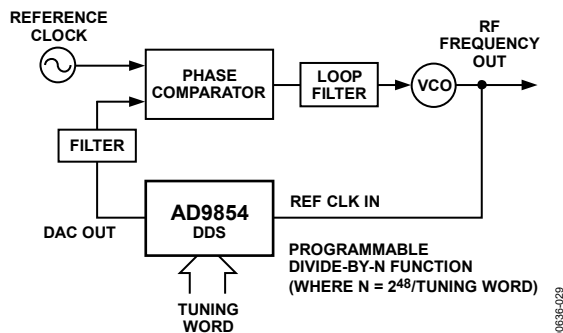 REFERENCE
CLOCK
PHASE
COMPARATOR
LOOP
FILTER
VCO
RF
FREQUENCY
OUT
FILTER
DAC OUT
AD9854
DDS
REF CLK IN
TUNING
WORD
PROGRAMMABLE
DIVIDE-BY-N FUNCTION
(WHERE N = 2⁴⁸/TUNING WORD)
0636-029